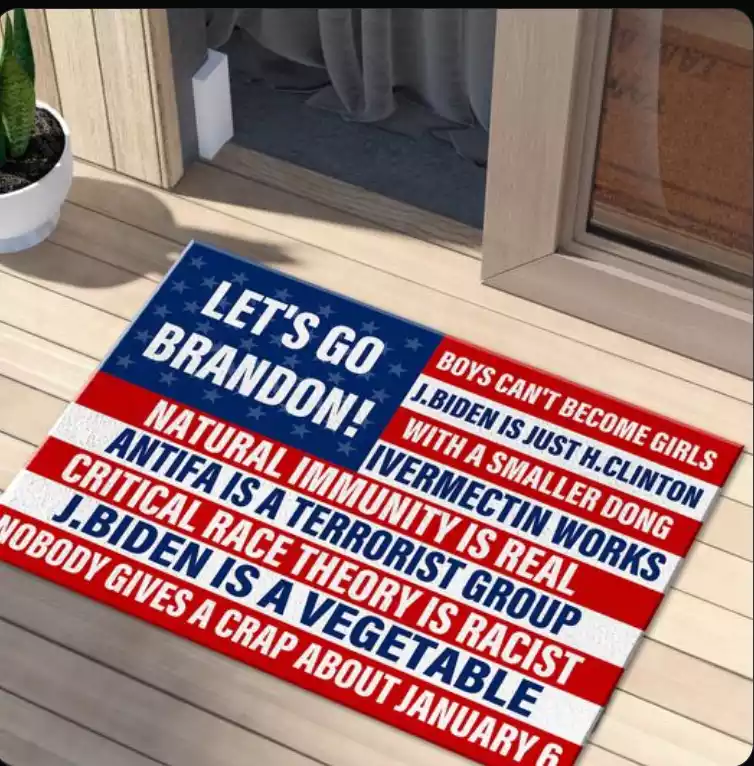 LET'S GO
BRANDON!
BOYS CAN'T BECOME GIRLS
J.BIDEN IS JUST H.CLINTON
WITH A SMALLER DONG
IVERMECTIN WORKS
NATURAL IMMUNITY IS REAL
ANTIFA IS A TERRORIST GROUP
CRITICAL RACE THEORY IS RACIST
J.BIDEN IS A VEGETABLE
NOBODY GIVES A CRAP ABOUT JANUARY 6